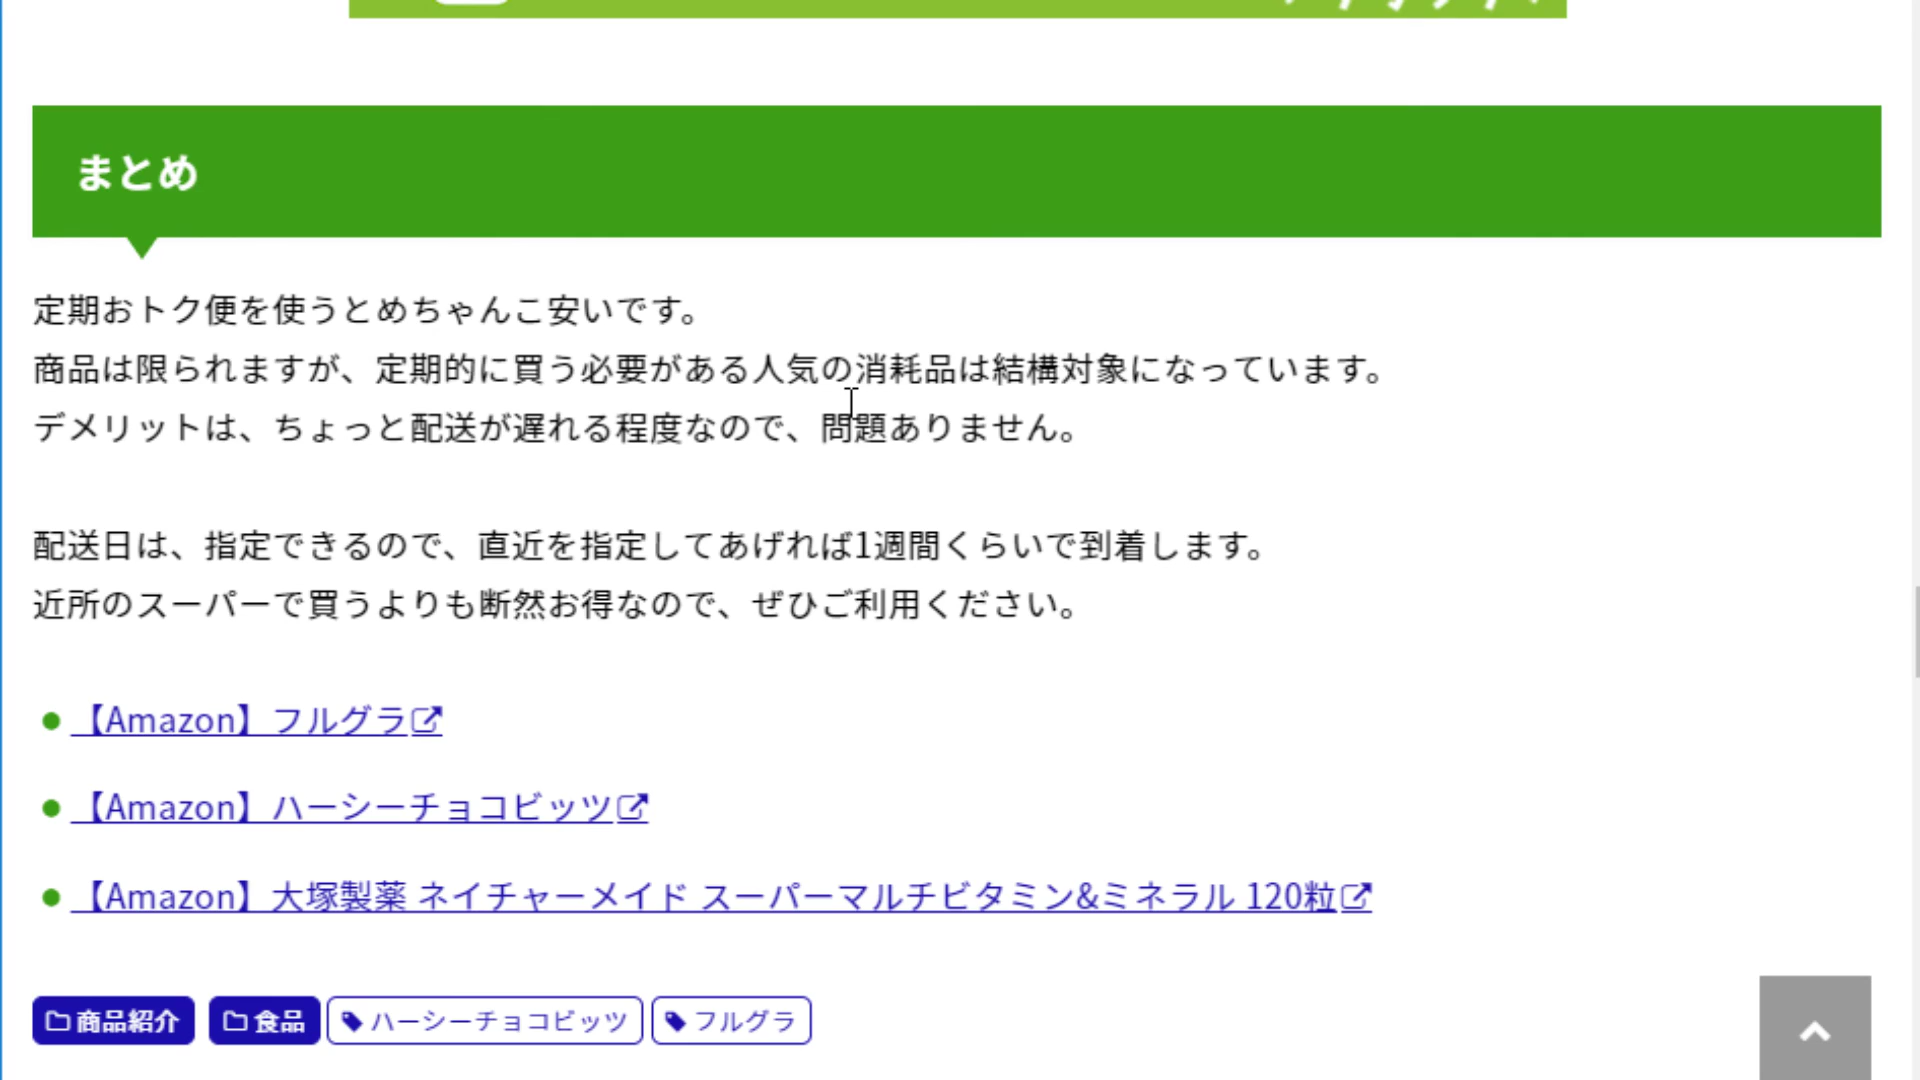 まとめ
定期おトク便を使うとめちゃんこ安いです。
商品は限られますが、定期的に買う必要がある人気の消耗品は結構対象になっています。
デメリットは、ちょっと配送が遅れる程度なので、問題ありません。
配送日は、指定できるので、直近を指定してあげれば1週間くらいで到着します。
近所のスーパーで買うよりも断然お得なので、ぜひご利用ください。
【Amazon】フルグラ
【Amazon】ハーシーチョコビッツ
【Amazon】大塚製薬 ネイチャーメイド スーパーマルチビタミン&ミネラル 120粒
商品紹介 食品 ハーシーチョコビッツ フルグラ